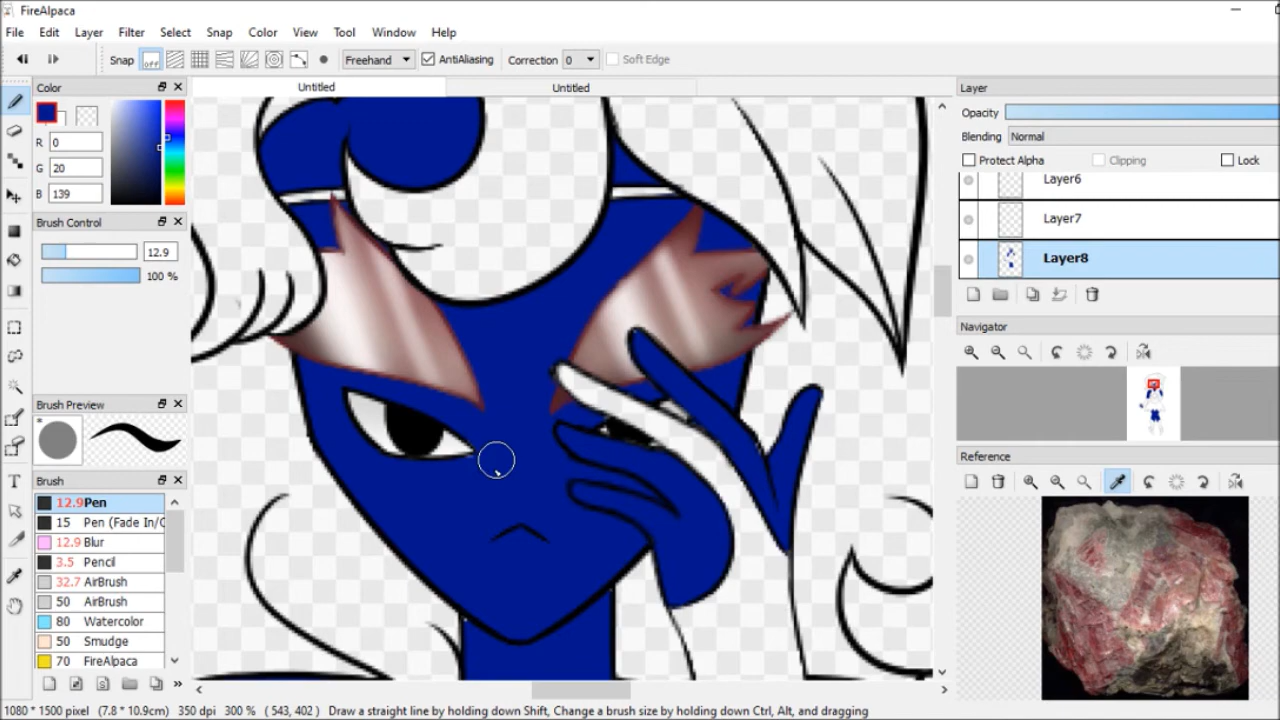 FireAlpaca
File Edit Layer Filter Select Snap Color View Tool Window Help
Snap off Freehand AntiAliasing Correction 0 Soft Edge
Color
R 0
G 20
B 139
Brush Control
12.9
100 %
Brush Preview
*
Brush
12.9 Pen
15 Pen (Fade In/O
12.9 Blur
3.5 Pencil
32.7 AirBrush
50 AirBrush
80 Watercolor
50 Smudge
70 FireAlpaca
»
Untitled Untitled
Layer
Opacity
Blending Normal
Protect Alpha Clipping Lock
Layer6
Layer7
Layer8
Navigator
Reference
T
1080 * 1500 pixel (7.8 * 10.9cm) 350 dpi 300 % ( 543, 402 ) Draw a straight line by holding down Shift, Change a brush size by holding down Ctrl, Alt, and dragging